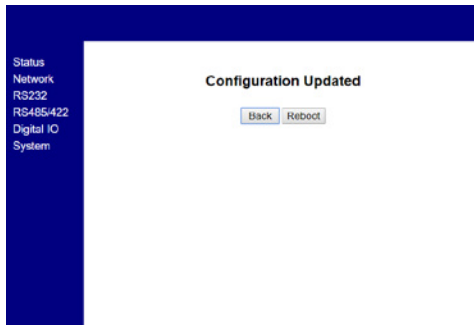 Status
Network
RS232
RS485/422
Digital IO
System
Configuration Updated
Back Reboot